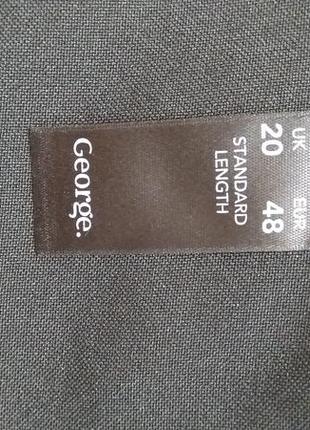 George.
STANDARD
LENGTH
UK EUR
20 48